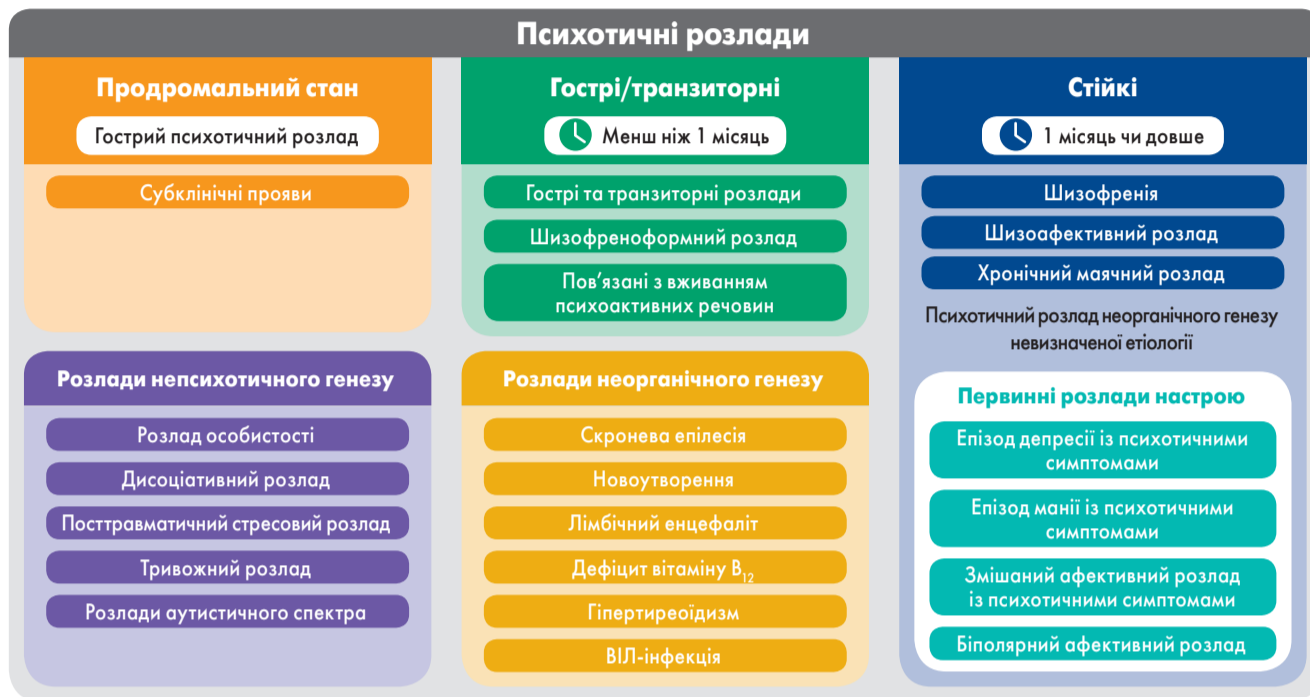 Психотичні розлади
Продромальний стан
Гострий психотичний розлад
Субклінічні прояви
Гострі/транзиторні
Менш ніж 1 місяць
Гострі та транзиторні розлади
Шизофреноформний розлад
Пов’язані з вживанням
психоактивних речовин
Стійкі
1 місяць чи довше
Шизофренія
Шизоафективний розлад
Хронічний маячний розлад
Психотичний розлад неорганічного генезу
невизначеної етіології
Розлади непсихотичного генезу
Розлад особистості
Дисоціативний розлад
Посттравматичний стресовий розлад
Тривожний розлад
Розлади аутистичного спектра
Розлади неорганічного генезу
Скронева епілесія
Новоутворення
Лімбічний енцефаліт
Дефіцит вітаміну B₁₂
Гіпертиреоїдизм
ВІЛ-інфекція
Первинні розлади настрою
Епізод депресії із психотичними
симптомами
Епізод манії із психотичними
симптомами
Змішаний афективний розлад
із психотичними симптомами
Біполярний афективний розлад